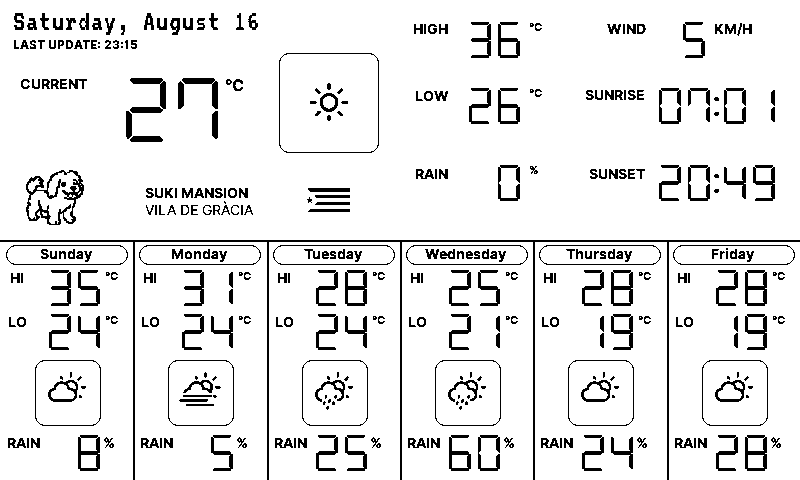 Saturday, August 16
LAST UPDATE: 23:15
CURRENT 27 °C
SUKI MANSION
VILA DE GRÀCIA
HIGH 36 °C
LOW 26 °C
RAIN 0 %
WIND 5 KM/H
SUNRISE 07:01
SUNSET 20:49
Sunday
HI 35 °C
LO 24 °C
RAIN 8 %
Monday
HI 31 °C
LO 24 °C
RAIN 5 %
Tuesday
HI 28 °C
LO 24 °C
RAIN 25 %
Wednesday
HI 25 °C
LO 21 °C
RAIN 60 %
Thursday
HI 28 °C
LO 19 °C
RAIN 24 %
Friday
HI 28 °C
LO 19 °C
RAIN 28 %